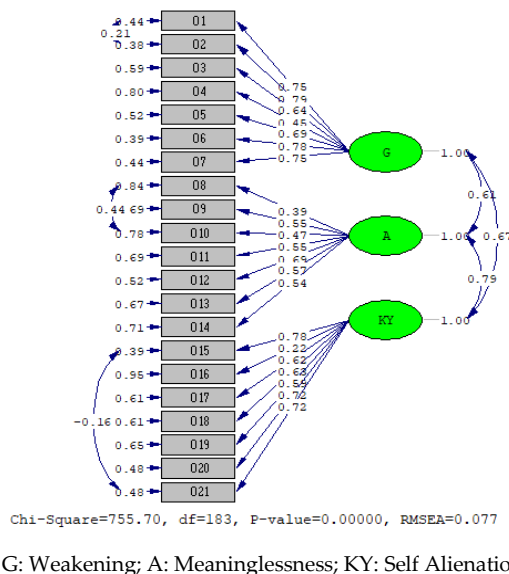 0.44 O1
0.21
0.38 O2
0.59 O3
0.80 O4
0.52 O5
0.39 O6
0.44 O7
0.84 O8
0.44 69 O9
0.78 O10
0.69 O11
0.52 O12
0.67 O13
0.71 O14
0.39 O15
0.95 O16
0.61 O17
-0.16 0.61 O18
0.65 O19
0.48 O20
0.48 O21
0.75
0.79
0.64
0.45
0.69
0.78
0.75
0.39
0.55
0.47
0.55
0.69
0.57
0.54
0.78
0.22
0.62
0.63
0.59
0.72
0.72
G 1.00
A 1.00
KY 1.00
0.61
0.67
0.79
Chi-Square=755.70, df=183, P-value=0.00000, RMSEA=0.077
G: Weakening; A: Meaninglessness; KY: Self Alienatio